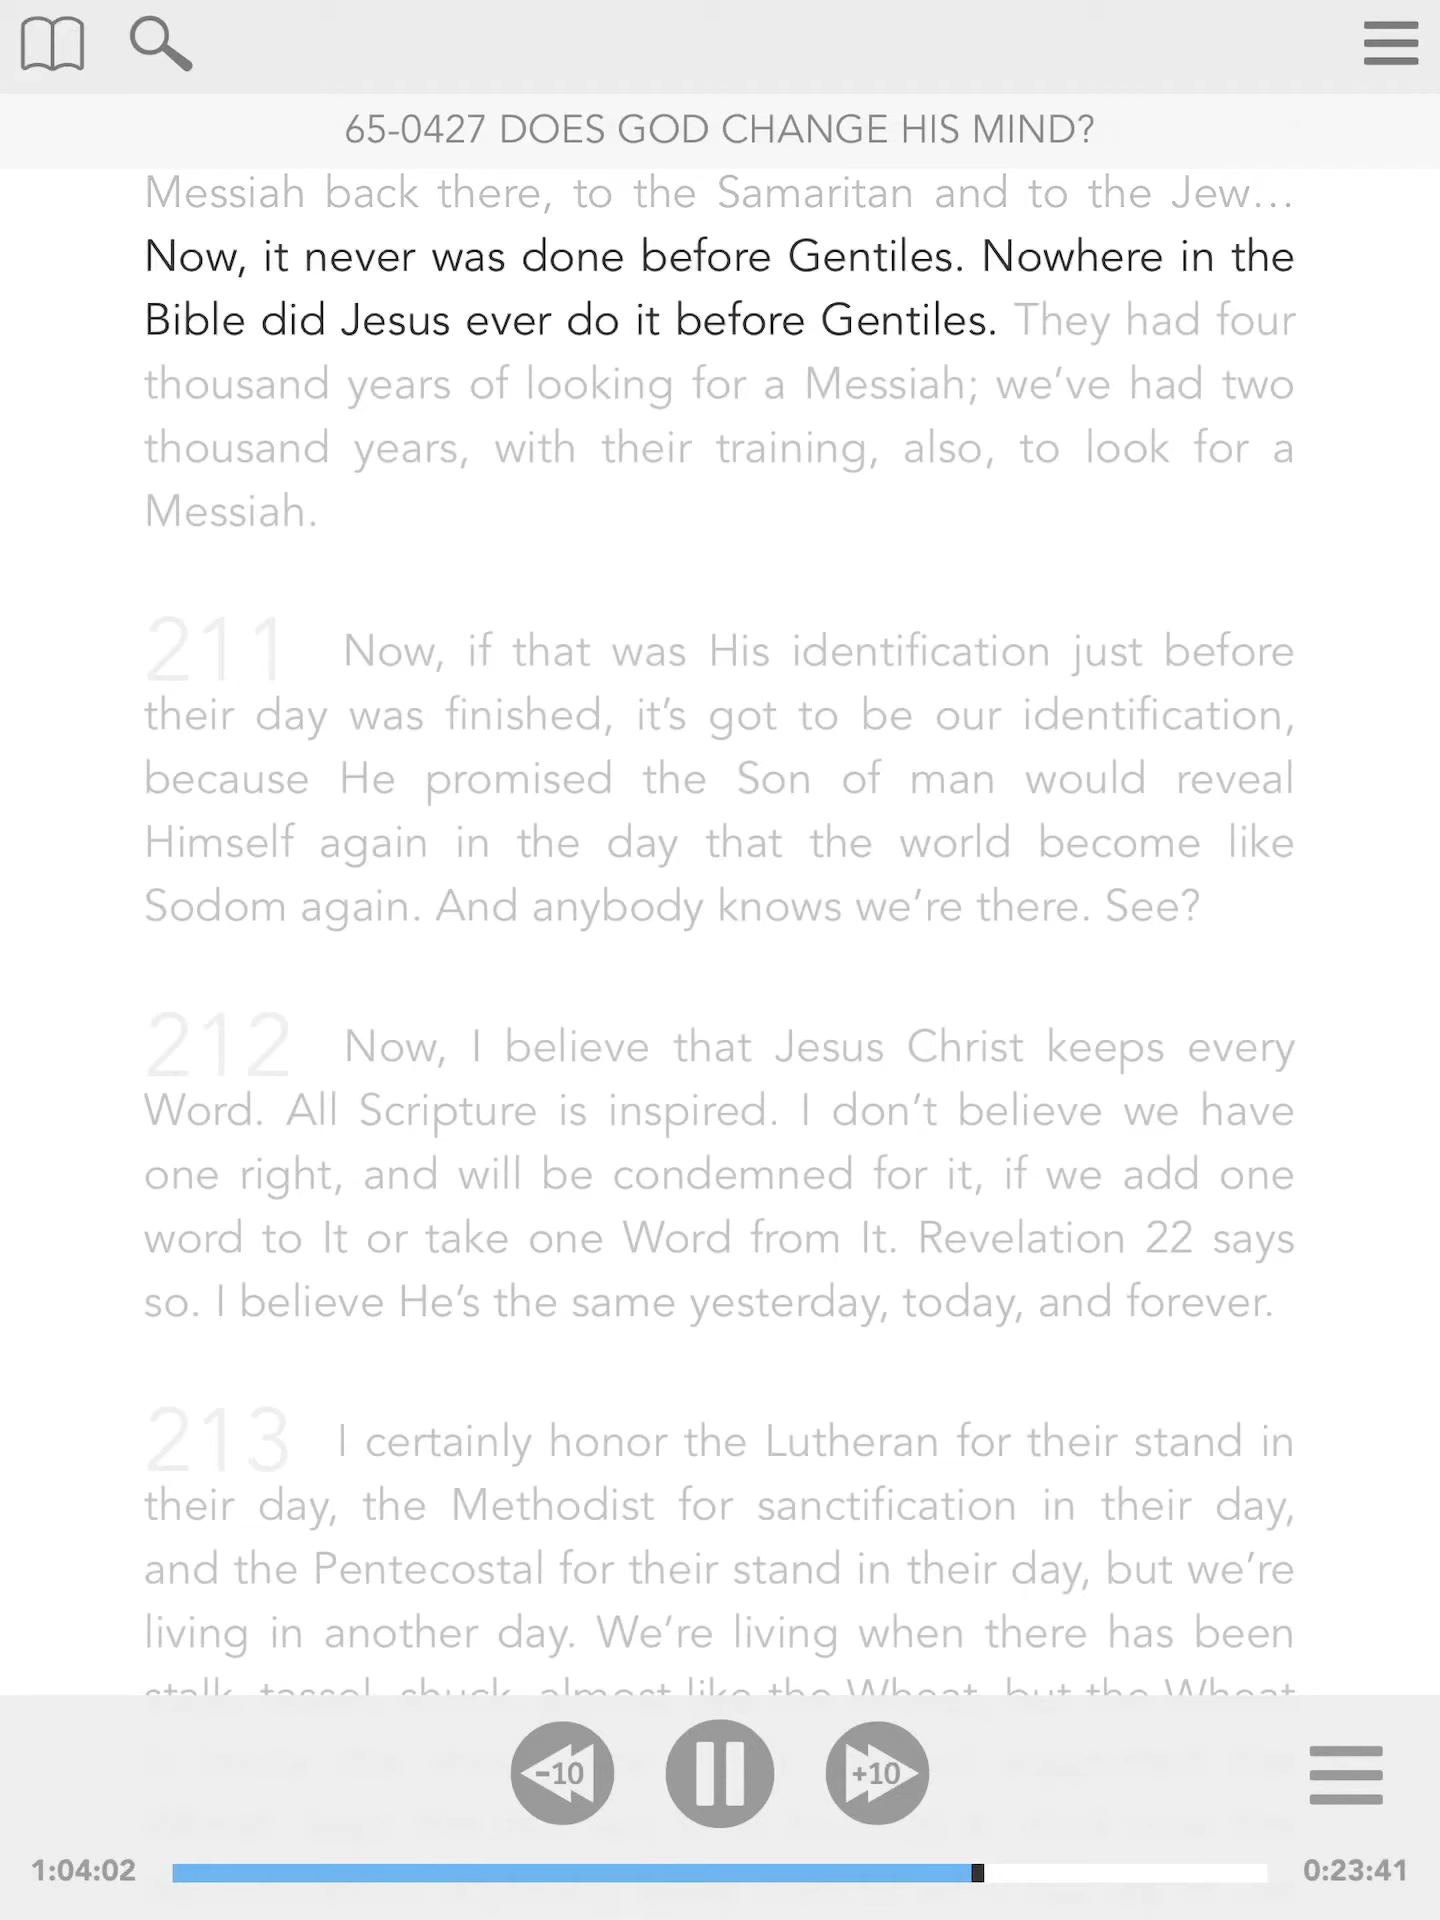 65-0427 DOES GOD CHANGE HIS MIND?
Messiah back there, to the Samaritan and to the Jew…
Now, it never was done before Gentiles. Nowhere in the
Bible did Jesus ever do it before Gentiles. They had four
thousand years of looking for a Messiah; we’ve had two
thousand years, with their training, also, to look for a
Messiah.
211 Now, if that was His identification just before
their day was finished, it’s got to be our identification,
because He promised the Son of man would reveal
Himself again in the day that the world become like
Sodom again. And anybody knows we’re there. See?
212 Now, I believe that Jesus Christ keeps every
Word. All Scripture is inspired. I don’t believe we have
one right, and will be condemned for it, if we add one
word to It or take one Word from It. Revelation 22 says
so. I believe He’s the same yesterday, today, and forever.
213 I certainly honor the Lutheran for their stand in
their day, the Methodist for sanctification in their day,
and the Pentecostal for their stand in their day, but we’re
living in another day. We’re living when there has been
stalk, tassel, shuck, almost like the Wheat, but the Wheat
-10 +10
1:04:02 0:23:41